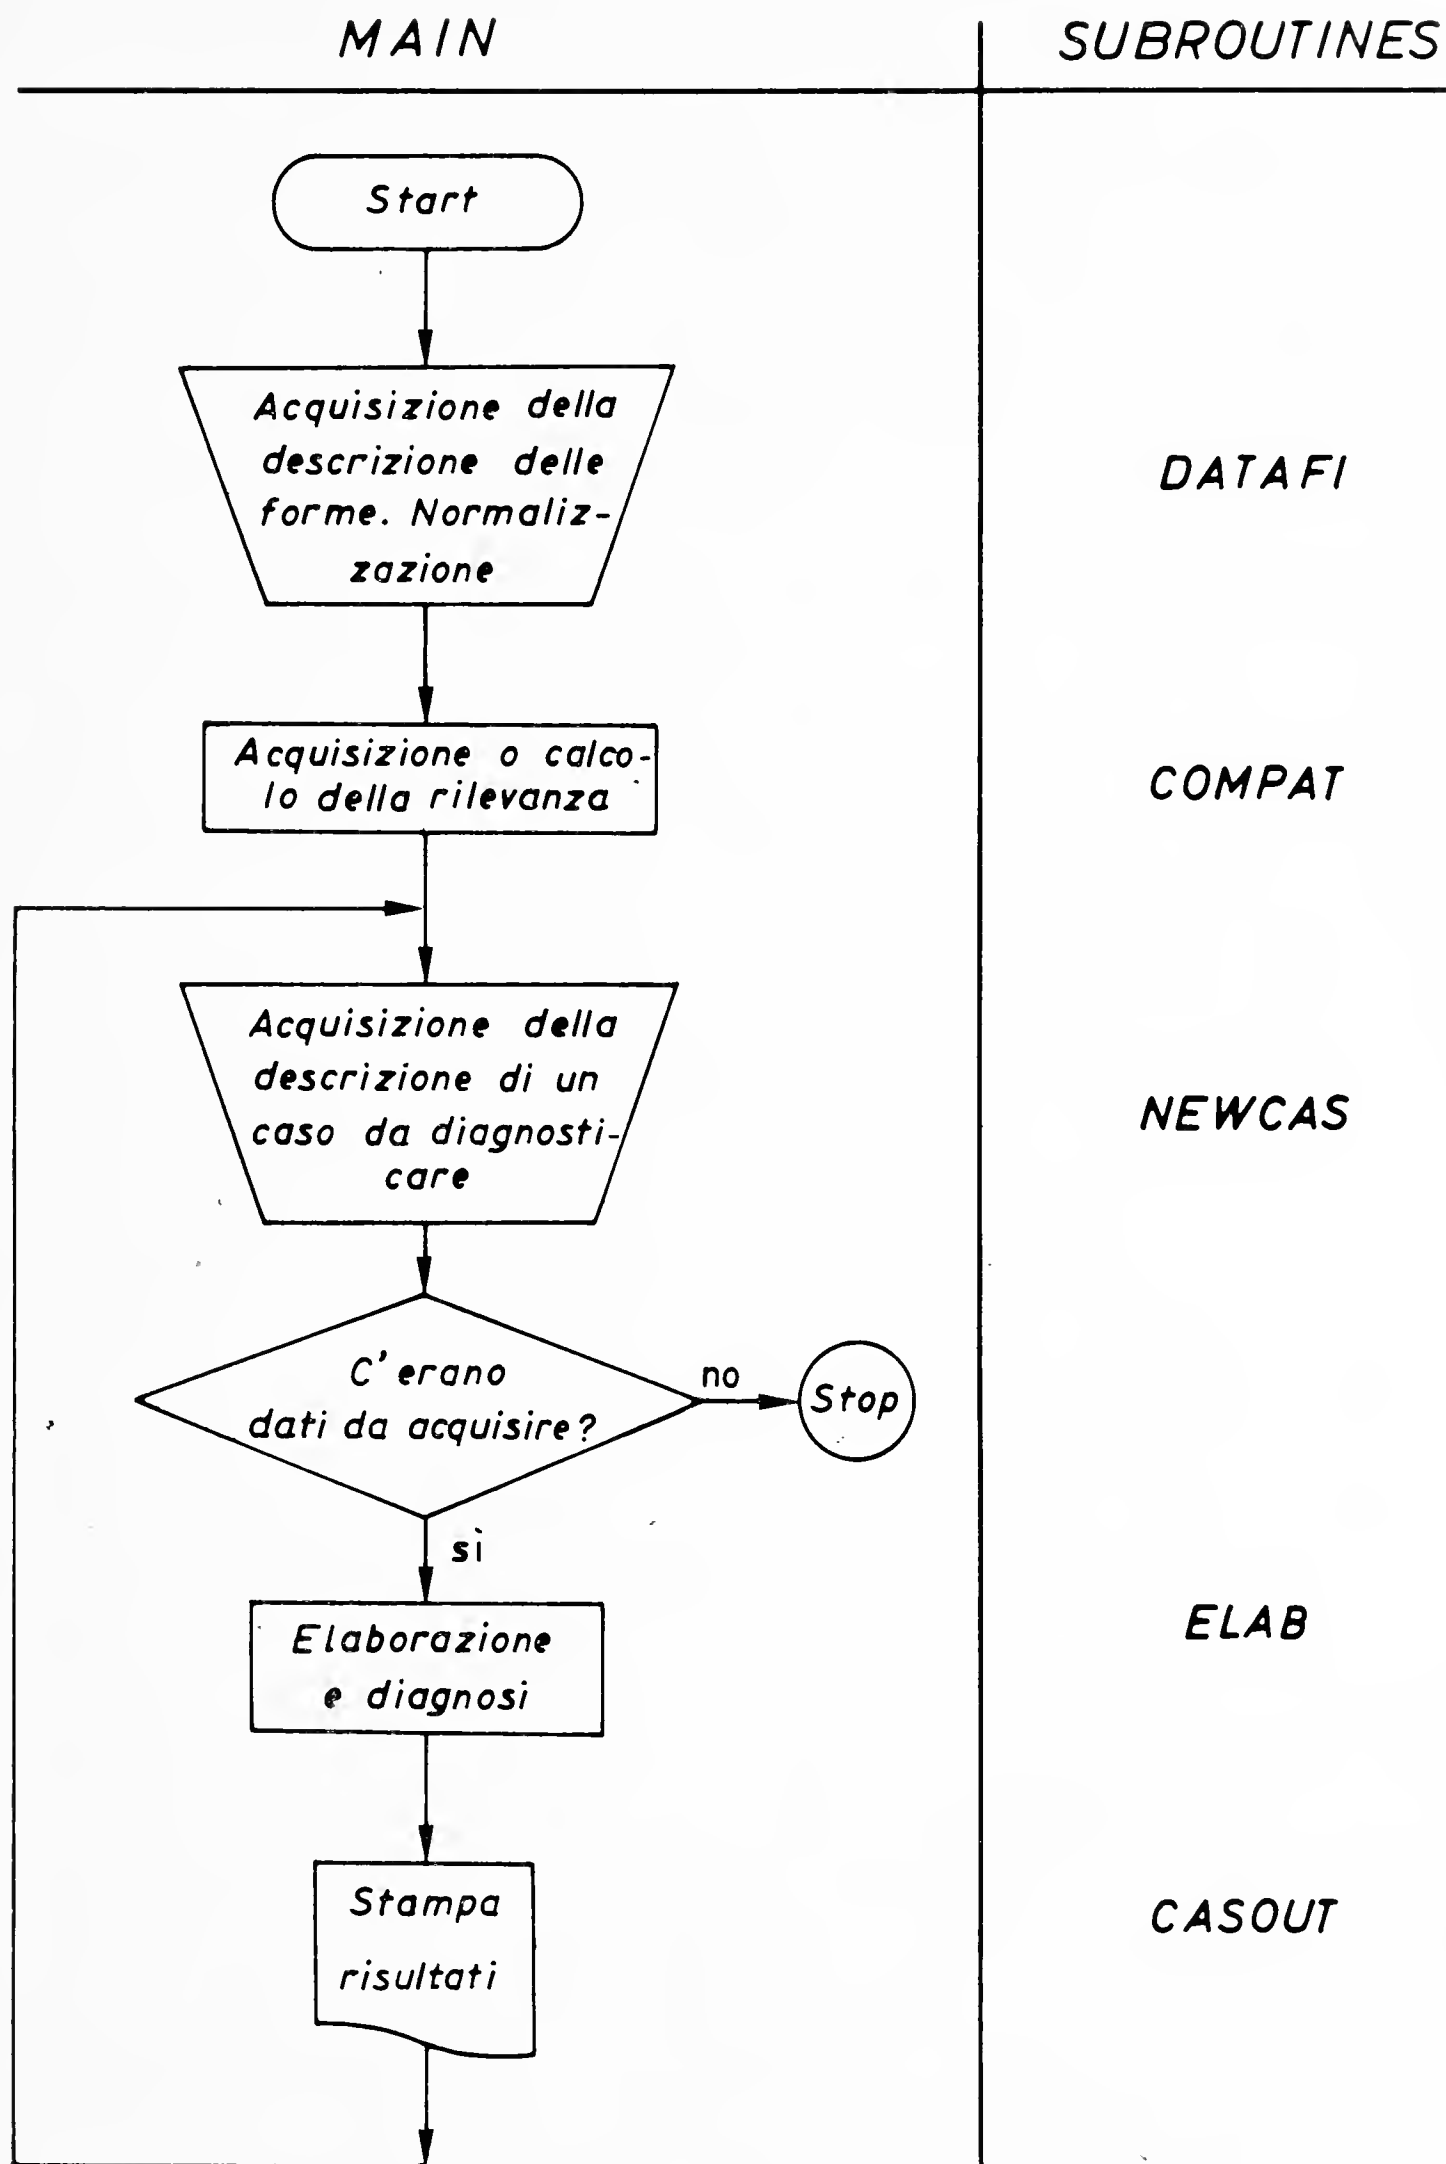 MAIN
SUBROUTINES
Start
Acquisizione della
descrizione delle
forme. Normaliz-
zazione
DATAFI
Acquisizione o calco-
lo della rilevanza
COMPAT
Acquisizione della
descrizione di un
caso da diagnosti-
care
NEWCAS
C'erano
dati da acquisire?
no
Stop
sì
Elaborazione
e diagnosi
ELAB
Stampa
risultati
CASOUT